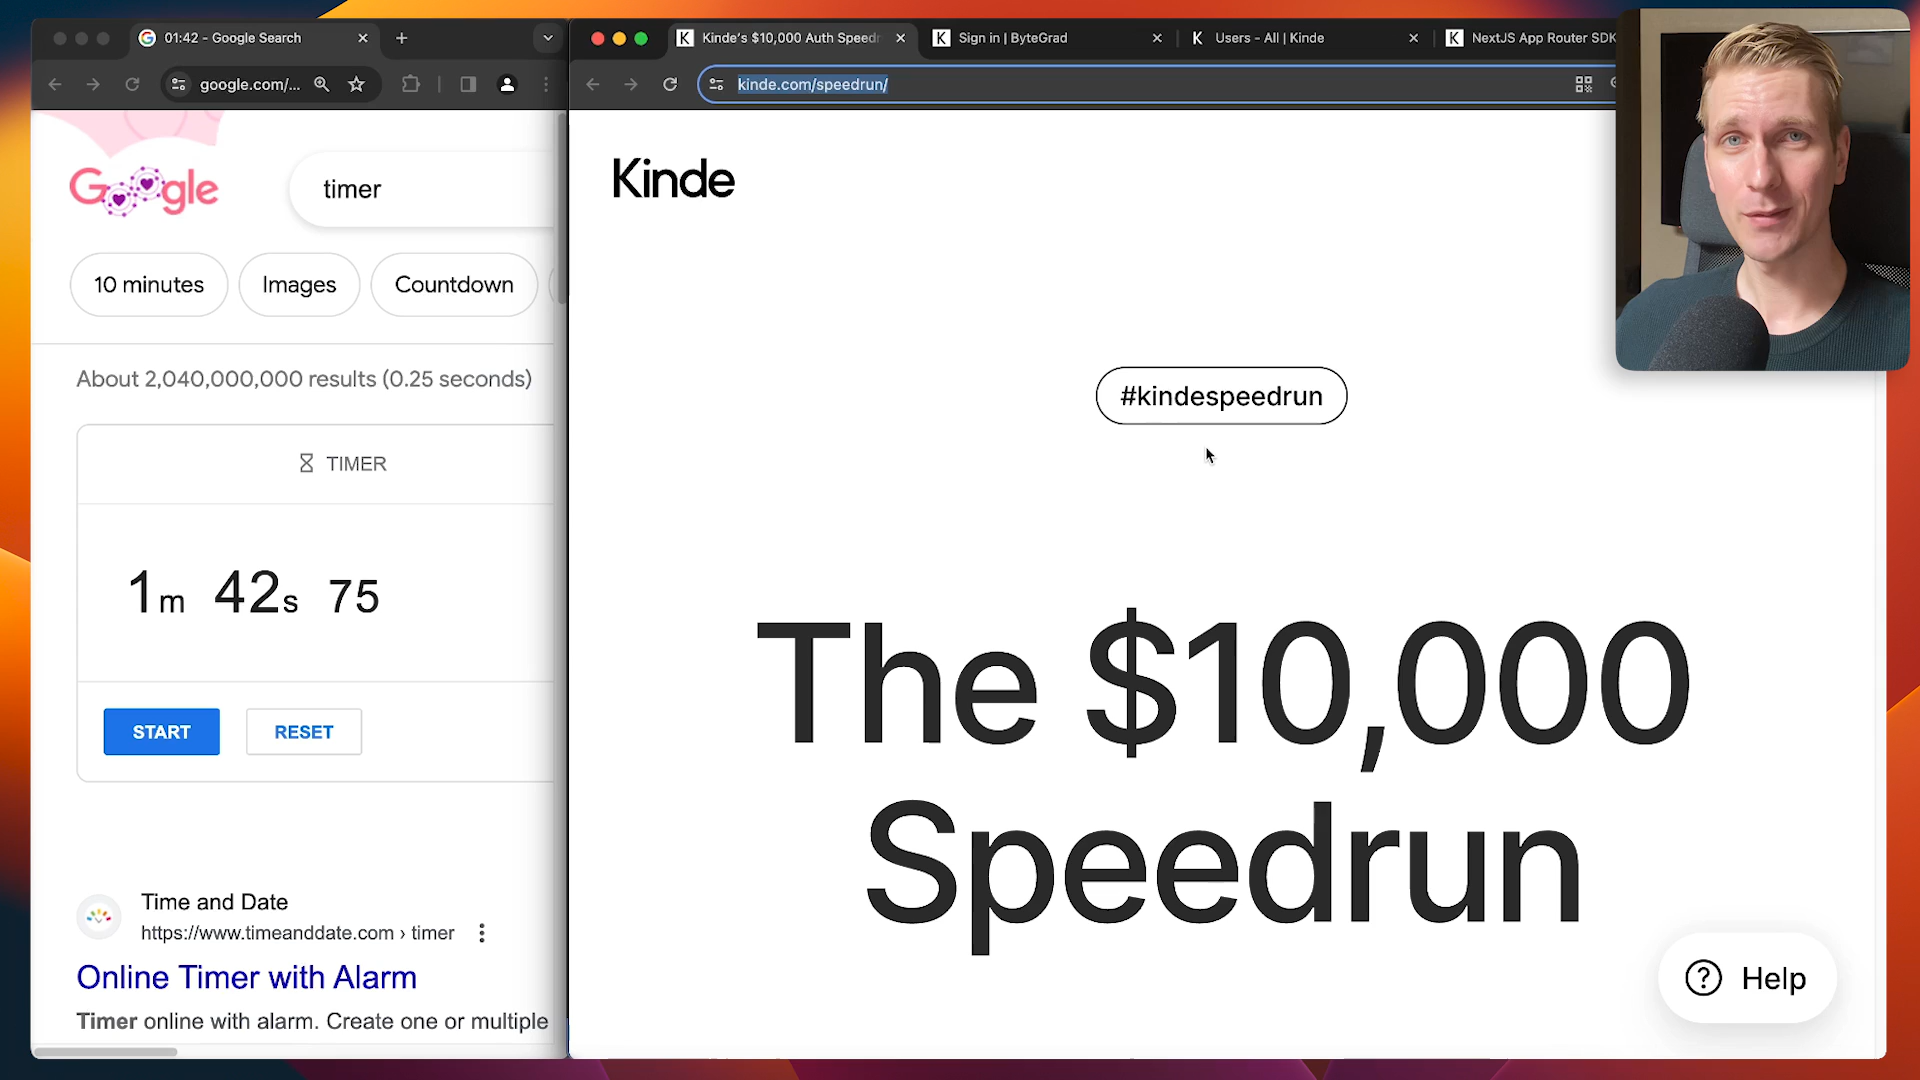 01:42 - Google Search
google.com/...
Google
timer
10 minutes
Images
Countdown
About 2,040,000,000 results (0.25 seconds)
TIMER
1m 42s 75
START
RESET
Time and Date
https://www.timeanddate.com › timer
Online Timer with Alarm
Timer online with alarm. Create one or multiple
Kinde's $10,000 Auth Speedr
Sign in | ByteGrad
Users - All | Kinde
NextJS App Router SDK
kinde.com/speedrun/
Kinde
#kindespeedrun
The $10,000
Speedrun
Help